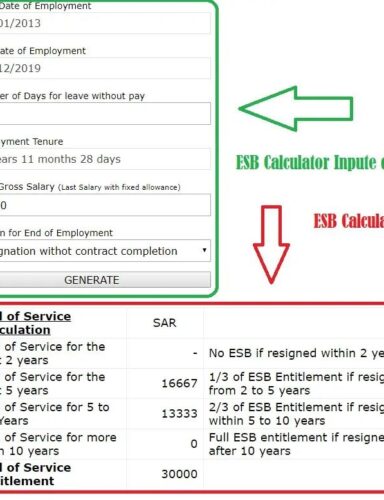 Date of Employment
01/2013
ate of Employment
12/2019
er of Days for leave without pay
yment Tenure
ears 11 months 28 days
Gross Salary (Last Salary with fixed allowance)
0
n for End of Employment
gnation withot contract completion
GENERATE
ESB Calculator Inpute
ESB Calcula
d of Service
culation
SAR
of Service for the
2 years
-
No ESB if resigned within 2 ye
of Service for the
5 years
16667
1/3 of ESB Entitlement if resig
from 2 to 5 years
of Service for 5 to
Years
13333
2/3 of ESB Entitlement if resig
within 5 to 10 years
of Service for more
n 10 years
0
Full ESB entitlement if resigne
after 10 years
d of Service
titlement
30000